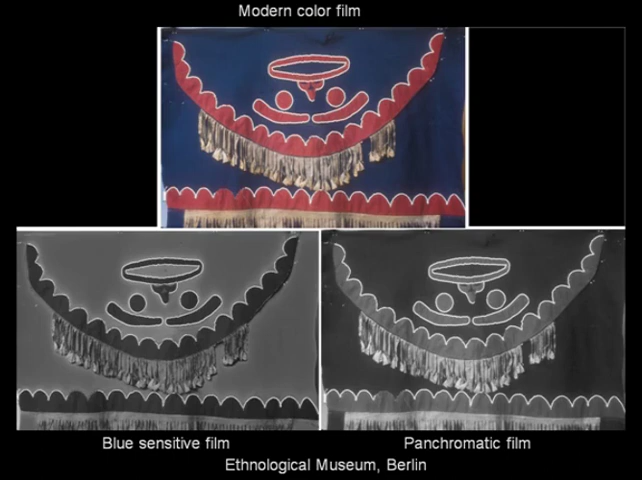 Modern color film
Blue sensitive film
Panchromatic film
Ethnological Museum, Berlin